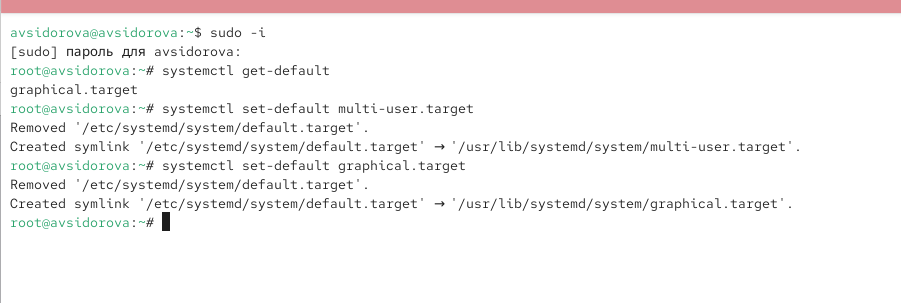 avsidorova@avsidorova:~$ sudo -i
[sudo] пароль для avsidorova:
root@avsidorova:~# systemctl get-default
graphical.target
root@avsidorova:~# systemctl set-default multi-user.target
Removed '/etc/systemd/system/default.target'.
Created symlink '/etc/systemd/system/default.target' → '/usr/lib/systemd/system/multi-user.target'.
root@avsidorova:~# systemctl set-default graphical.target
Removed '/etc/systemd/system/default.target'.
Created symlink '/etc/systemd/system/default.target' → '/usr/lib/systemd/system/graphical.target'.
root@avsidorova:~#